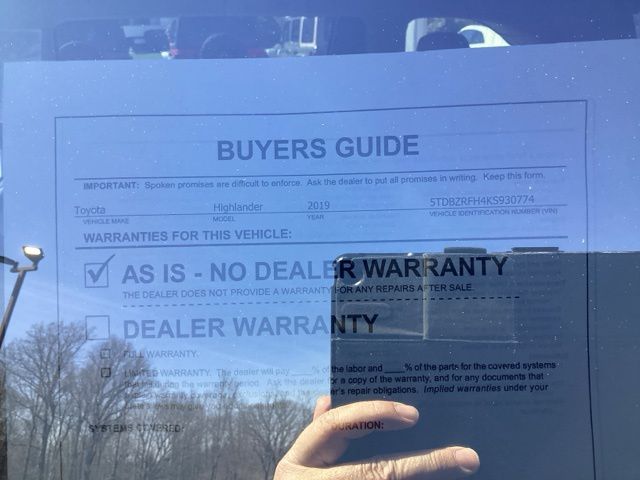 BUYERS GUIDE
IMPORTANT: Spoken promises are difficult to enforce. Ask the dealer to put all promises in writing. Keep this form.
Toyota Highlander 2019 5TDBZRFH4KS930774
VEHICLE MAKE MODEL YEAR VEHICLE IDENTIFICATION NUMBER (VIN)
WARRANTIES FOR THIS VEHICLE:
AS IS - NO DEALER WARRANTY
THE DEALER DOES NOT PROVIDE A WARRANTY FOR ANY REPAIRS AFTER SALE.
DEALER WARRANTY
FULL WARRANTY.
LIMITED WARRANTY. The dealer will pay ____% of the labor and ____% of the parts for the covered systems
that fail during the warranty period. Ask the dealer for a copy of the warranty, and for any documents that
and the dealer's repair obligations. Implied warranties under your
SYSTEMS COVERED: DURATION: